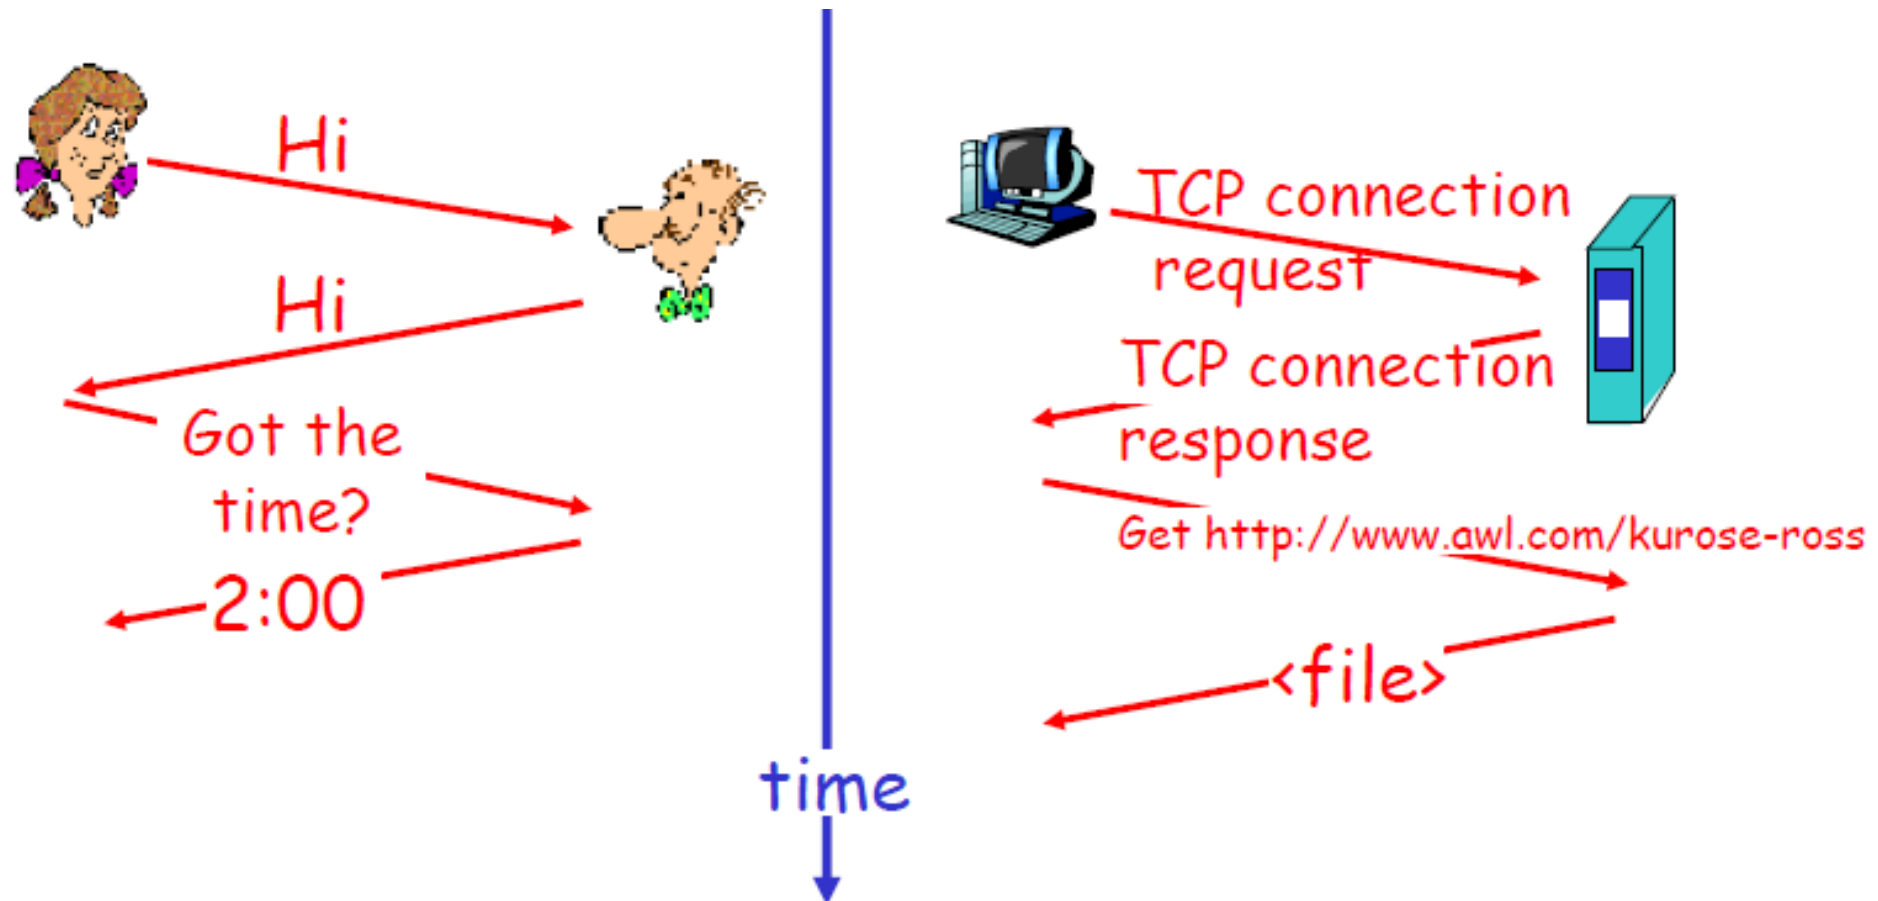 Hi
Hi
Got the
time?
2:00
time
TCP connection
request
TCP connection
response
Get http://www.awl.com/kurose-ross
<file>